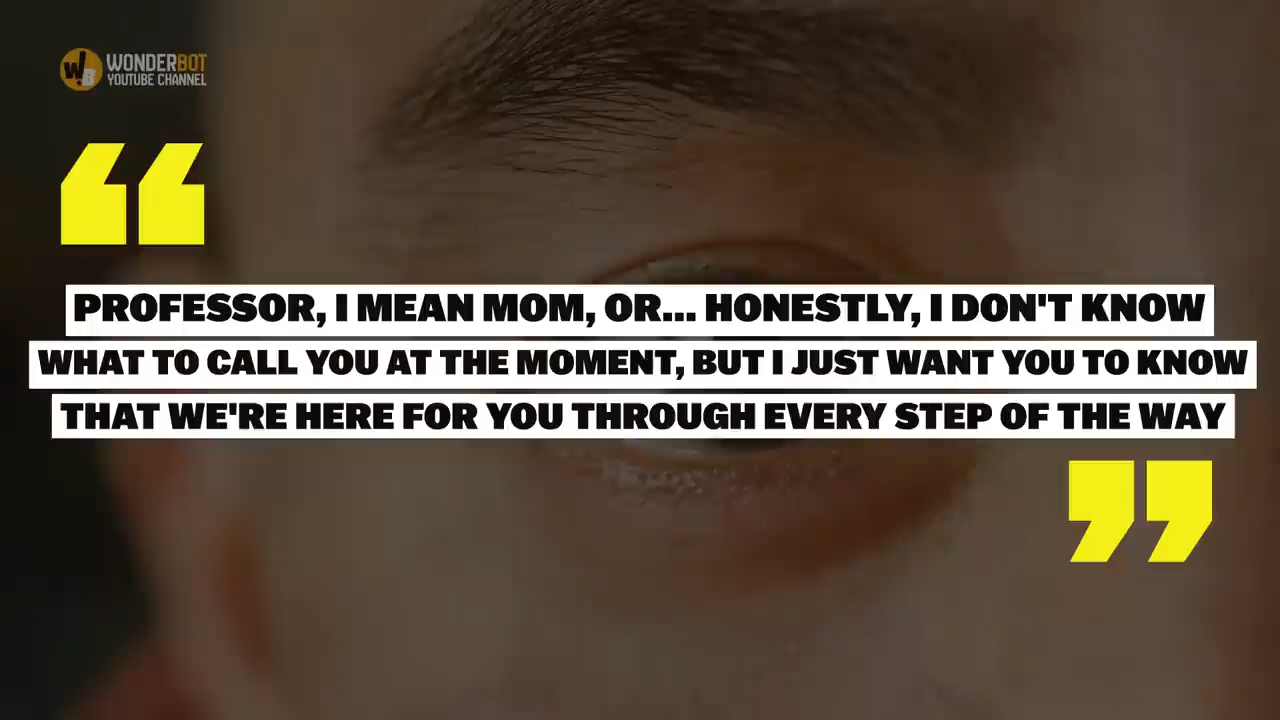 WONDERBOT
YOUTUBE CHANNEL
“
PROFESSOR, I MEAN MOM, OR... HONESTLY, I DON'T KNOW
WHAT TO CALL YOU AT THE MOMENT, BUT I JUST WANT YOU TO KNOW
THAT WE'RE HERE FOR YOU THROUGH EVERY STEP OF THE WAY
”